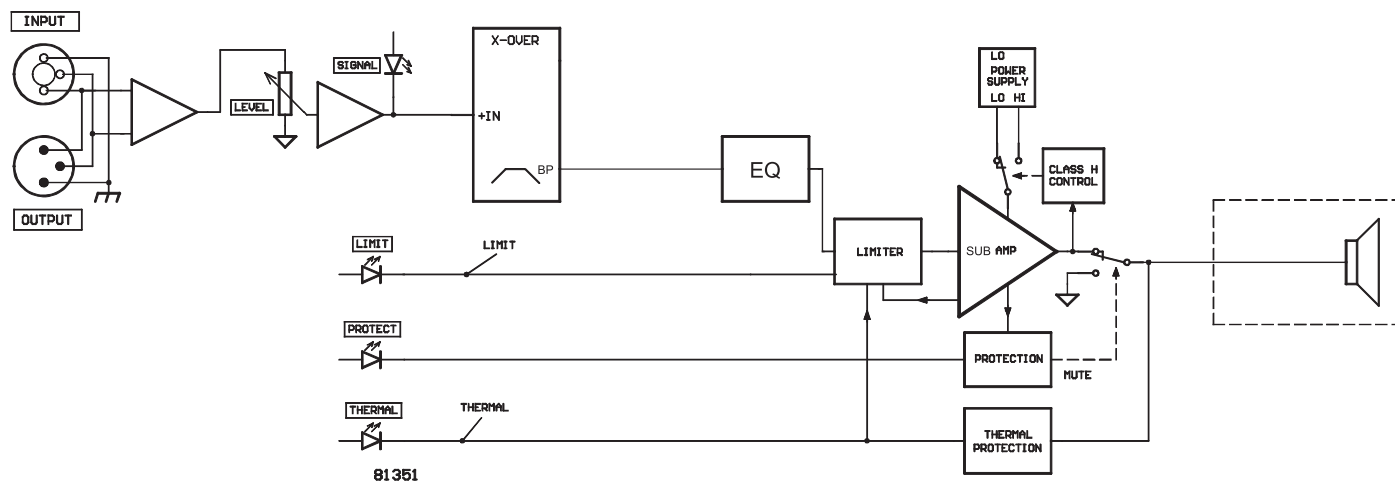 INPUT
OUTPUT
LEVEL
SIGNAL
X-OVER
+IN
BP
EQ
LO
POWER
SUPPLY
LO HI
CLASS H
CONTROL
LIMITER
SUB AMP
LIMIT
LIMIT
PROTECT
PROTECTION
MUTE
THERMAL
THERMAL
THERMAL
PROTECTION
81351